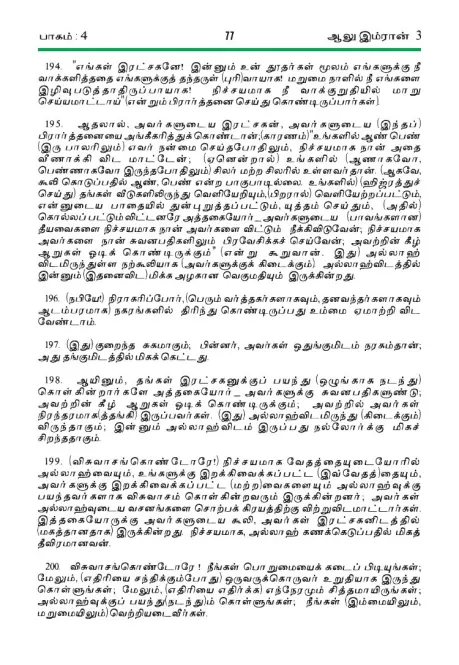 பாகம் : 4 77 ஆலு இம்ரான் 3
194. "எங்கள் இரட்சகனே! இன்னும் உன் தூதர்கள் மூலம் எங்களுக்கு நீ
வாக்களித்ததை எங்களுக்குத் தந்தருள் (புரி)வாயாக! மறுமை நாளில் நீ எங்களை
இழிவுபடுத்தாதிருப்பாயாக! நிச்சயமாக நீ வாக்குறுதியில் மாறு
செய்யமாட்டாய்" (என்றும் பிரார்த்தனை செய்து கொண்டிருப்பார்கள்).
195. ஆதலால், அவர்களுடைய இரட்சகன், அவர்களுடைய (இந்தப்)
பிரார்த்தனையை அங்கீகரித்துக் கொண்டான்; (காரணம்) "உங்களில் ஆண் பெண்
(இரு பாலரிலும்) எவர் நன்மை செய்தபோதிலும், நிச்சயமாக நான் அதை
வீணாக்கி விட மாட்டேன்; (ஏனென்றால்) உங்களில் (ஆணாகவோ,
பெண்ணாகவோ இருந்தபோதிலும்) சிலர் மற்ற சிலரில் உள்ளவர்தான். (ஆகவே,
கூலி கொடுப்பதில் ஆண், பெண் என்ற பாகுபாடில்லை. உங்களில்) (ஹிஜ்ரத்துச்
செய்து) தங்கள் வீடுகளிலிருந்து வெளியேறியும், (பிறரால்) வெளியேற்றப்பட்டும்,
என்னுடைய பாதையில் துன்புறுத்தப்பட்டும், யுத்தம் செய்தும், (அதில்)
கொல்லப்பட்டும்விட்டனரே அத்தகையோர் _ அவர்களுடைய (பாவங்களான)
தீயவைகளை நிச்சயமாக நான் அவர்களை விட்டும் நீக்கிவிடுவேன்; நிச்சயமாக
அவர்களை நான் சுவனபதிகளிலும் பிரவேசிக்கச் செய்வேன்; அவற்றின் கீழ்
ஆறுகள் ஓடிக் கொண்டிருக்கும்" (என்று கூறுவான். இது) அல்லாஹ்
விடமிருந்துள்ள நற்கூலியாக (அவர்களுக்குக் கிடைக்கும்). அல்லாஹ்விடத்தில்
இன்னும் (இதனைவிட) மிக்க அழகான வெகுமதியும் இருக்கின்றது.
196. (நபியே!) நிராகரிப்போர், (பெரும் வர்த்தகர்களாகவும், தனவந்தர்களாகவும்
ஆடம்பரமாக) நகரங்களில் திரிந்து கொண்டிருப்பது உம்மை ஏமாற்றி விட
வேண்டாம்.
197. (இது) குறைந்த சுகமாகும்; பின்னர், அவர்கள் ஒதுங்குமிடம் நரகம்தான்;
அது தங்குமிடத்தில் மிகக் கெட்டது.
198. ஆயினும், தங்கள் இரட்சகனுக்குப் பயந்து (ஒழுங்காக நடந்து)
கொள்கின்றார்களே அத்தகையோர் _ அவர்களுக்கு சுவனபதிகளுண்டு;
அவற்றின் கீழ் ஆறுகள் ஓடிக் கொண்டிருக்கும்; அவற்றில் அவர்கள்
நிரந்தரமாக(த்தங்கி) இருப்பவர்கள். (இது) அல்லாஹ்விடமிருந்து (கிடைக்கும்)
விருந்தாகும்; இன்னும் அல்லாஹ்விடம் இருப்பது நல்லோர்க்கு மிகச்
சிறந்ததாகும்.
199. (விசுவாசங்கொண்டோரே!) நிச்சயமாக வேதத்தையுடையோரில்
அல்லாஹ்வையும், உங்களுக்கு இறக்கிவைக்கப்பட்ட (இவ்வேதத்)தையும்,
அவர்களுக்கு இறக்கிவைக்கப்பட்ட (மற்ற)வைகளையும் அல்லாஹ்வுக்கு
பயந்தவர்களாக விசுவாசம் கொள்கின்றவரும் இருக்கின்றனர்; அவர்கள்
அல்லாஹ்வுடைய வசனங்களை சொற்பக் கிரயத்திற்கு விற்றுவிடமாட்டார்கள்.
இத்தகையோருக்கு அவர்களுடைய கூலி, அவர்கள் இரட்சகனிடத்தில்
(மகத்தானதாக) இருக்கின்றது. நிச்சயமாக, அல்லாஹ் கணக்கெடுப்பதில் மிகத்
தீவிரமானவன்.
200. விசுவாசங்கொண்டோரே! நீங்கள் பொறுமையைக் கடைப் பிடியுங்கள்;
மேலும், (எதிரியை சந்திக்கும்போது) ஒருவருக்கொருவர் உறுதியாக இருந்து
கொள்ளுங்கள்; மேலும், (எதிரியை எதிர்க்க) எந்நேரமும் சித்தமாயிருங்கள்;
அல்லாஹ்வுக்குப் பயந்து (நடந்து)ம் கொள்ளுங்கள்; நீங்கள் (இம்மையிலும்,
மறுமையிலும்) வெற்றியடைவீர்கள்.